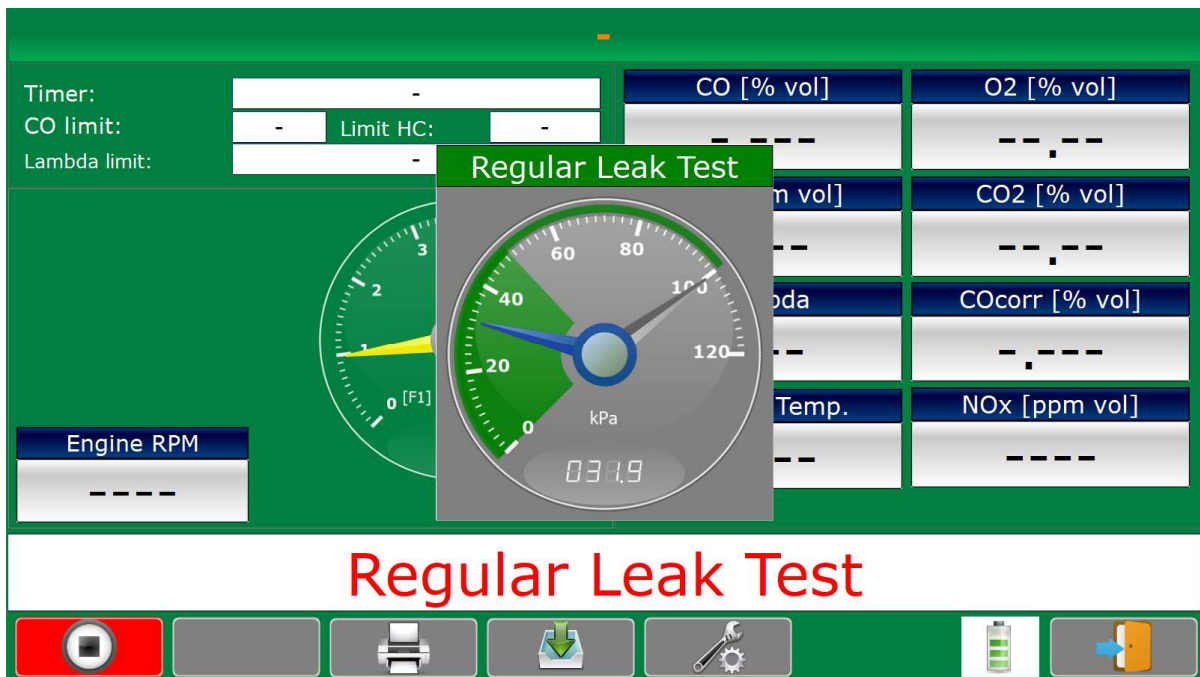 -
Timer: -
CO limit: - Limit HC: -
Lambda limit: -
CO [% vol] O2 [% vol]
-.--- --.--
vol] CO2 [% vol]
-- --.--
COcorr [% vol]
-- -.---
Temp. NOx [ppm vol]
-- ----
Regular Leak Test
0 20 40 60 80 100 120
kPa
031.9
0 1 2 3
[F1]
Engine RPM
----
Regular Leak Test